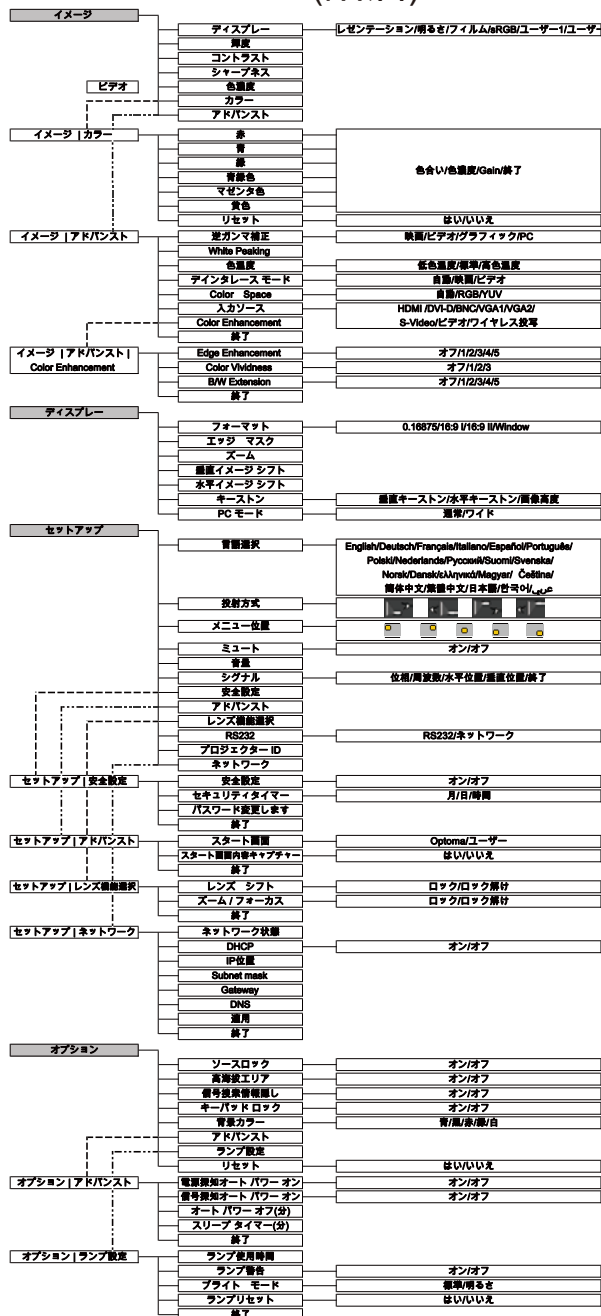 イメージ
ディスプレー
レゼンテーション/明るさ/フィルム/sRGB/ユーザー1/ユーザ
輝度
コントラスト
シャープネス
ビデオ
色濃度
カラー
アドバンスト
イメージ | カラー
赤
青
緑
青緑色
マゼンタ色
黄色
色合い/色濃度/Gain/終了
リセット
はい/いいえ
イメージ | アドバンスト
逆ガンマ補正
映画/ビデオ/グラフィック/PC
White Peaking
色温度
低色温度/標準/高色温度
デインタレース モード
自動/映画/ビデオ
Color Space
自動/RGB/YUV
入力ソース
HDMI /DVI-D/BNC/VGA1/VGA2/
S-Video/ビデオ/ワイヤレス投写
Color Enhancement
終了
イメージ | アドバンスト |
Color Enhancement
Edge Enhancement
オフ/1/2/3/4/5
Color Vividness
オフ/1/2/3
B/W Extension
オフ/1/2/3/4/5
終了
ディスプレー
フォーマット
0.16875/16:9 I/16:9 II/Window
エッジ マスク
ズーム
垂直イメージ シフト
水平イメージ シフト
キーストン
垂直キーストン/水平キーストン/画像高度
PC モード
通常/ワイド
セットアップ
言語選択
English/Deutsch/Français/Italiano/Español/Português/
Polski/Nederlands/Русский/Suomi/Svenska/
Norsk/Dansk/ελληνικά/Magyar/ Čeština/
简体中文/繁體中文/日本語/한국어/عربي
投射方式
メニュー位置
ミュート
オン/オフ
音量
シグナル
位相/周波数/水平位置/垂直位置/終了
安全設定
アドバンスト
レンズ機能選択
RS232
RS232/ネットワーク
プロジェクター ID
ネットワーク
セットアップ | 安全設定
安全設定
オン/オフ
セキュリティタイマー
月/日/時間
パスワード変更します
終了
セットアップ | アドバンスト
スタート画面
Optoma/ユーザー
スタート画面内容キャプチャー
はい/いいえ
終了
セットアップ | レンズ機能選択
レンズ シフト
ロック/ロック解け
ズーム / フォーカス
ロック/ロック解け
終了
セットアップ | ネットワーク
ネットワーク状態
DHCP
オン/オフ
IP位置
Subnet mask
Gateway
DNS
適用
終了
オプション
ソースロック
オン/オフ
高海拔エリア
オン/オフ
信号捜索情報隠し
オン/オフ
キーパッド ロック
オン/オフ
背景カラー
青/黒/赤/緑/白
アドバンスト
ランプ設定
リセット
はい/いいえ
オプション | アドバンスト
電源探知オート パワー オン
オン/オフ
信号探知オート パワー オン
オン/オフ
オート パワー オフ(分)
スリープ タイマー(分)
終了
オプション | ランプ設定
ランプ使用時間
ランプ警告
オン/オフ
ブライト モード
標準/明るさ
ランプリセット
はい/いいえ
終了